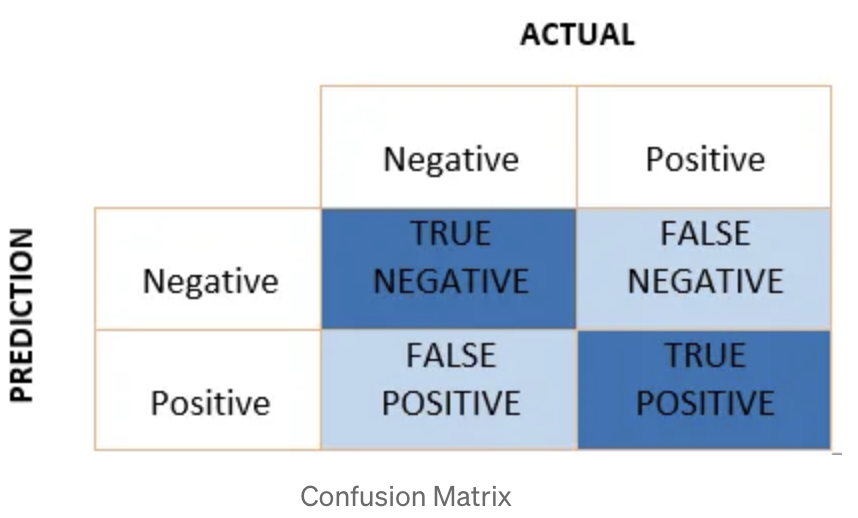 ACTUAL
Negative Positive
PREDICTION
Negative
TRUE
NEGATIVE
FALSE
NEGATIVE
Positive
FALSE
POSITIVE
TRUE
POSITIVE
Confusion Matrix